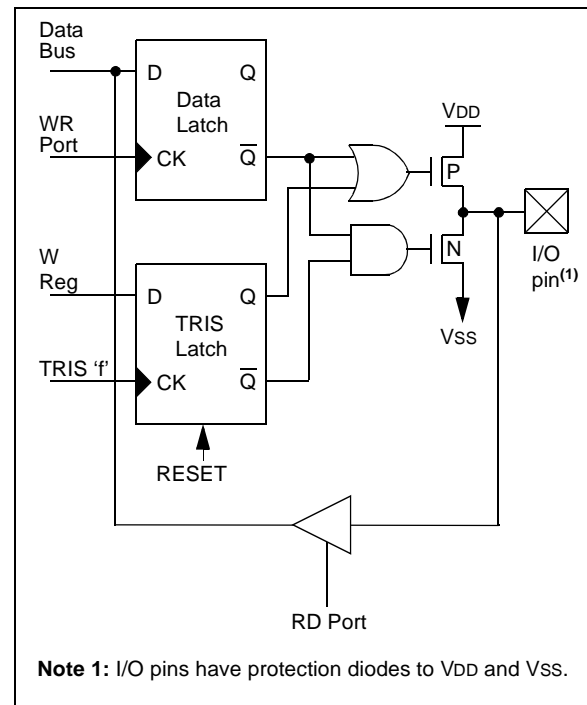 Data
Bus
D
Q
Data
Latch
WR
Port
CK
Q̅
VDD
P
N
I/O
pin(1)
VSS
W
Reg
D
Q
TRIS
Latch
TRIS ‘f’
CK
Q̅
RESET
RD Port
Note 1: I/O pins have protection diodes to VDD and VSS.